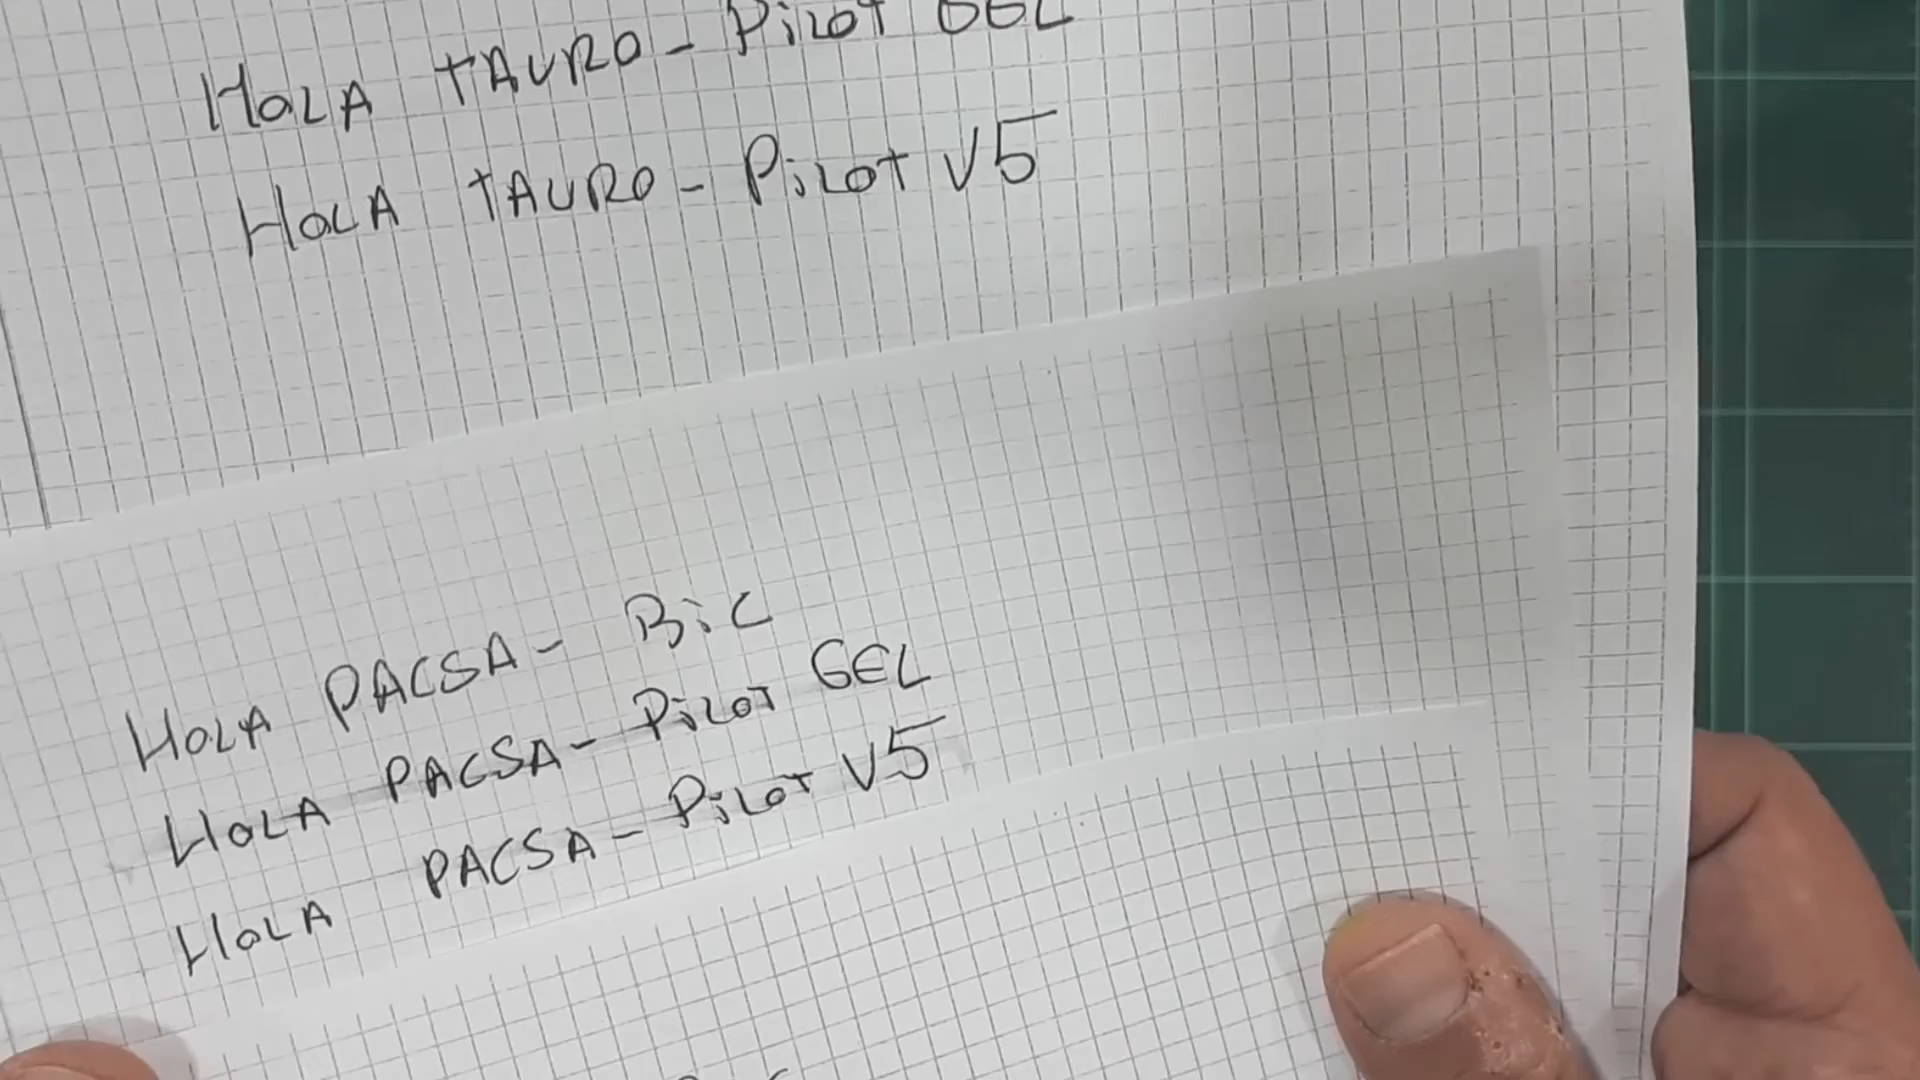 HOLA TAURO - Pilot GEL
HOLA TAURO - Pilot V5
HOLA PACSA - BiC
HOLA PACSA - Pilot GEL
HOLA PACSA - Pilot V5